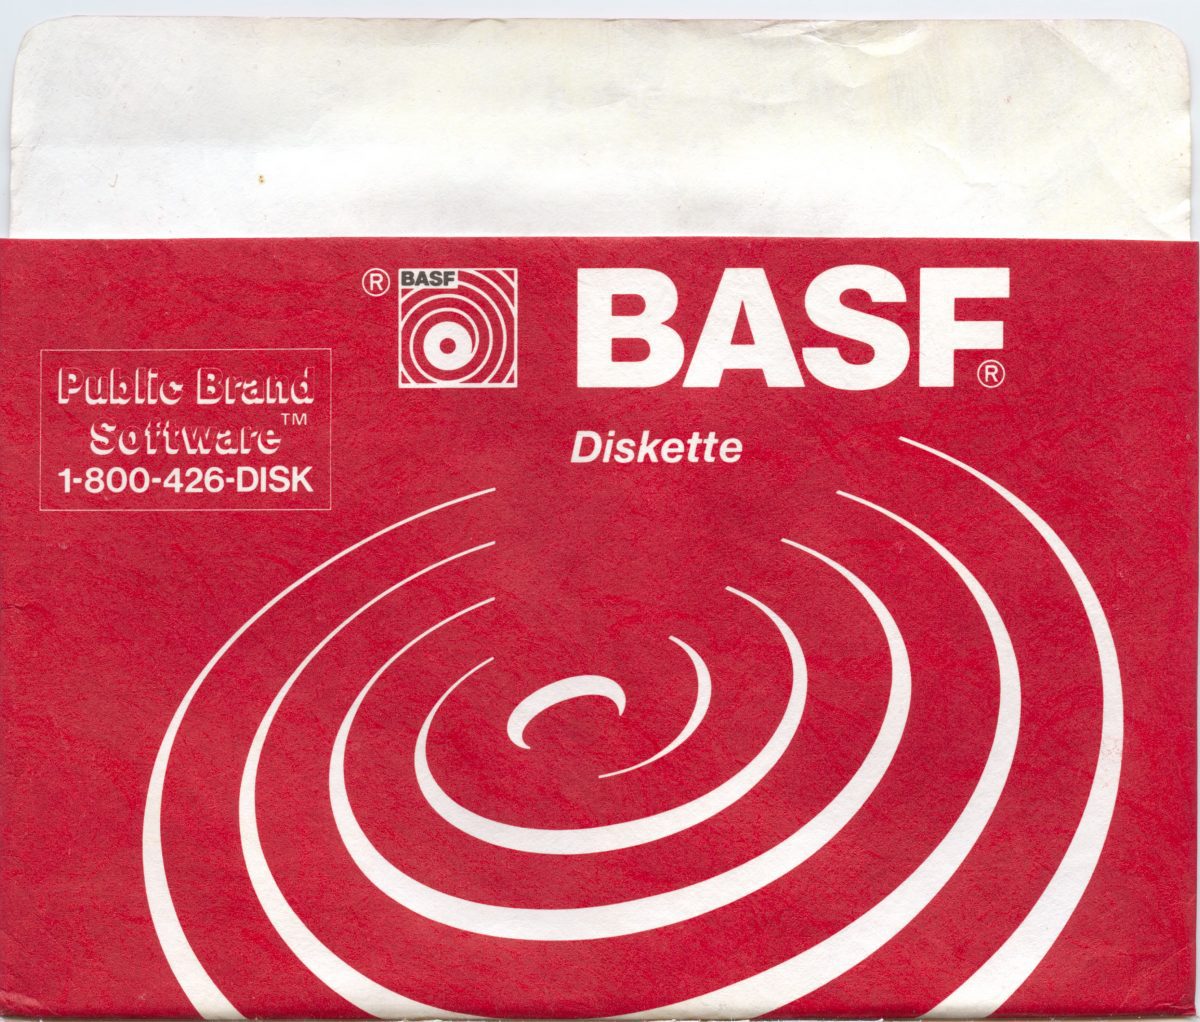 ® BASF
BASF®
Diskette
Public Brand
Software™
1-800-426-DISK